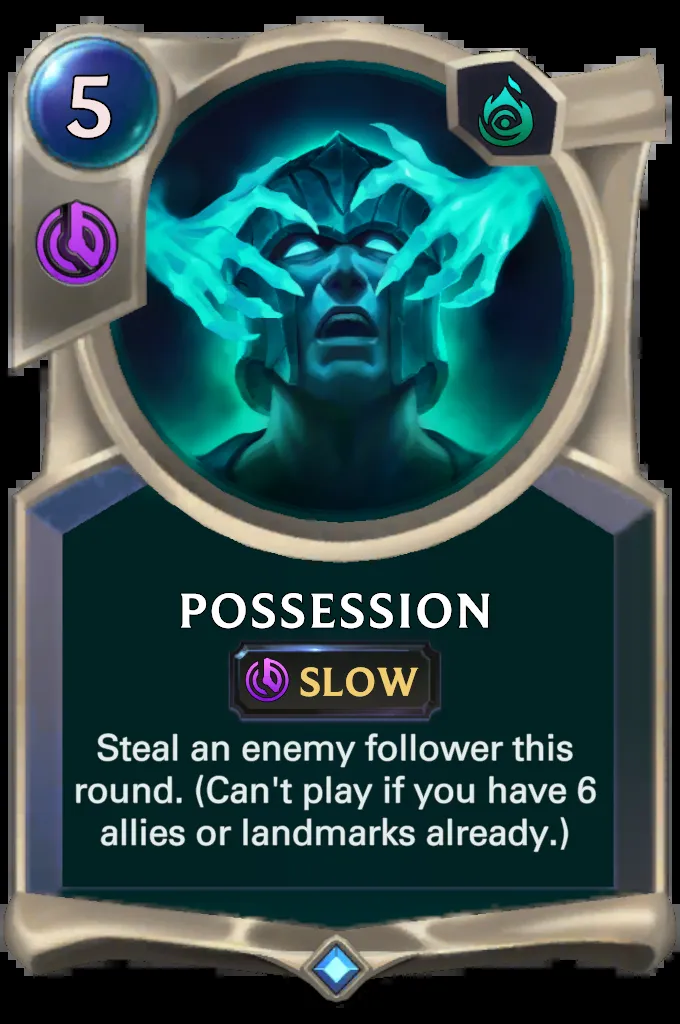 5
POSSESSION
SLOW
Steal an enemy follower this
round. (Can't play if you have 6
allies or landmarks already.)